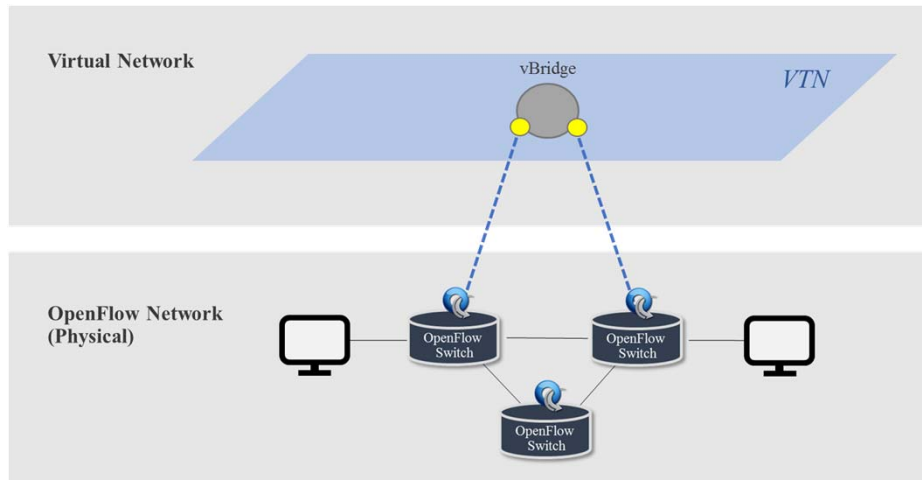 Virtual Network
vBridge
VTN
OpenFlow Network
(Physical)
OpenFlow
Switch
OpenFlow
Switch
OpenFlow
Switch